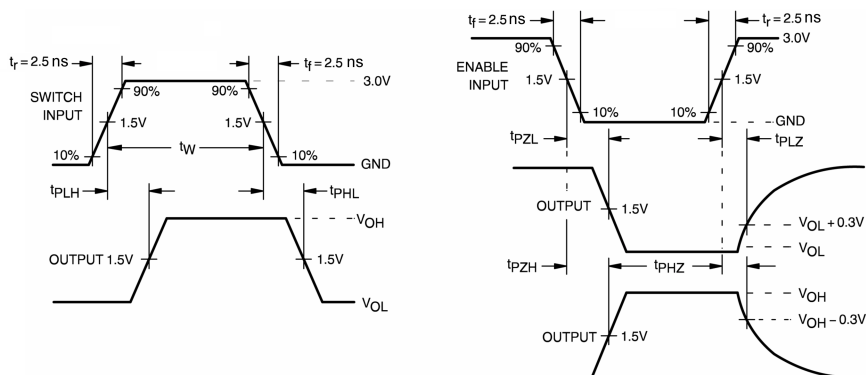 tr = 2.5 ns
tf = 2.5 ns
SWITCH
INPUT
90%
90%
3.0V
1.5V
1.5V
10%
tW
10%
GND
tPLH
tPHL
VOH
OUTPUT 1.5V
1.5V
VOL
tf = 2.5 ns
tr = 2.5 ns
3.0V
90%
90%
ENABLE
INPUT
1.5V
1.5V
10%
10%
GND
tPZL
tPLZ
OUTPUT
1.5V
VOL + 0.3V
VOL
tPZH
tPHZ
VOH
VOH – 0.3V
OUTPUT
1.5V